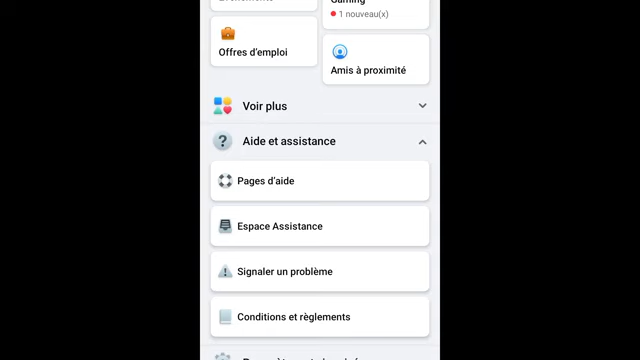 Gaming
1 nouveau(x)
Offres d'emploi
Amis à proximité
Voir plus
Aide et assistance
Pages d'aide
Espace Assistance
Signaler un problème
Conditions et règlements